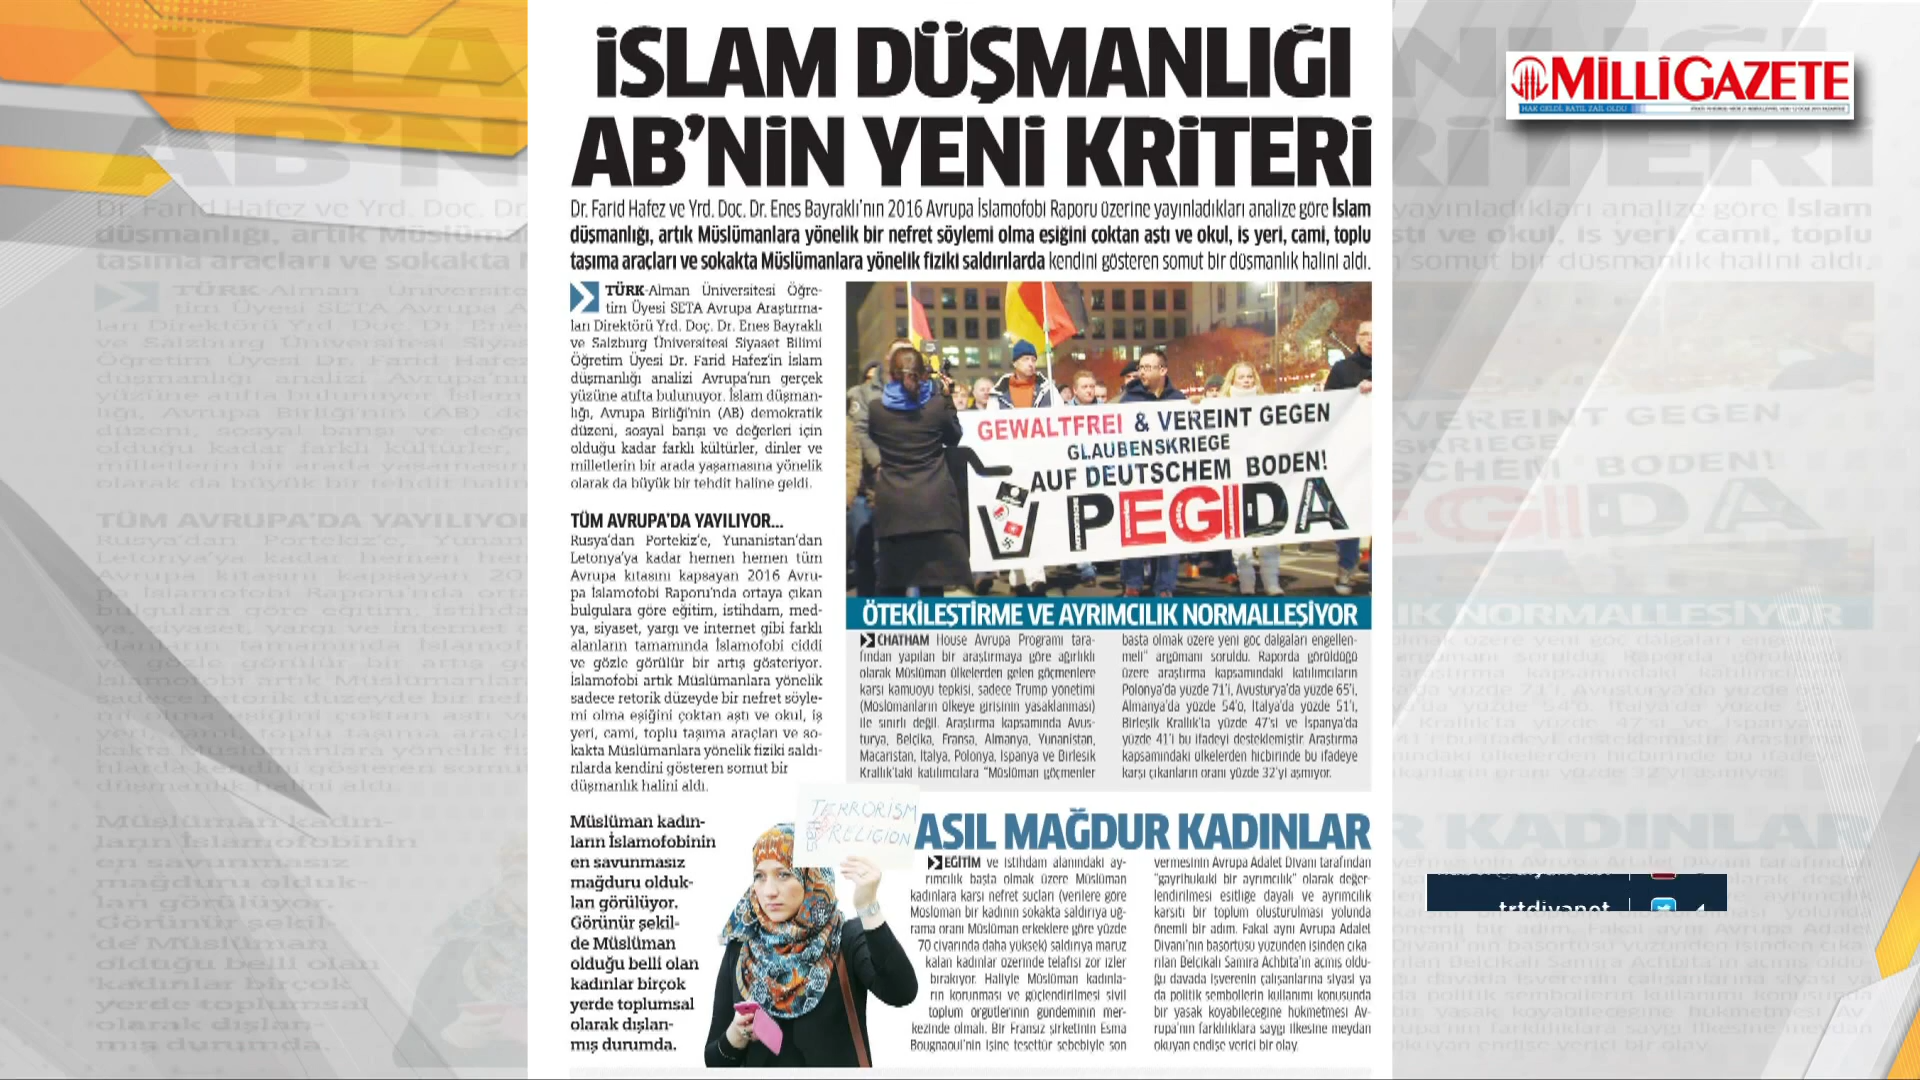 İSLAM DÜŞMANLIĞI
AB'NİN YENİ KRİTERİ
Dr. Farid Hafez ve Yrd. Doc. Dr. Enes Bayraklı'nın 2016 Avrupa İslamofobi Raporu üzerine yayınladıkları analize göre İslam
düşmanlığı, artık Müslümanlara yönelik bir nefret söylemi olma eşiğini çoktan aştı ve okul, iş yeri, cami, toplu
taşıma araçları ve sokakta Müslümanlara yönelik fiziki saldırılarda kendini gösteren somut bir düşmanlık halini aldı.
TÜRK-Alman Üniversitesi Öğre-
tim Üyesi SETA Avrupa Araştırma-
ları Direktörü Yrd. Doç. Dr. Enes Bayraklı
ve Salzburg Üniversitesi Siyaset Bilimi
Öğretim Üyesi Dr. Farid Hafez'in İslam
düşmanlığı analizi Avrupa'nın gerçek
yüzüne atıfta bulunuyor. İslam düşman-
lığı, Avrupa Birliği'nin (AB) demokratik
düzeni, sosyal barışı ve değerleri için
olduğu kadar farklı kültürler, dinler ve
milletlerin bir arada yaşamasına yönelik
olarak da büyük bir tehdit haline geldi.
TÜM AVRUPA'DA YAYILIYOR...
Rusya'dan Portekiz'e, Yunanistan'dan
Letonya'ya kadar hemen hemen tüm
Avrupa kıtasını kapsayan 2016 Avru-
pa İslamofobi Raporu'nda ortaya çıkan
bulgulara göre eğitim, istihdam, med-
ya, siyaset, yargı ve internet gibi farklı
alanların tamamında İslamofobi ciddi
ve gözle görülür bir artış gösteriyor.
İslamofobi artık Müslümanlara yönelik
sadece retorik düzeyde bir nefret söyle-
mi olma eşiğini çoktan aştı ve okul, iş
yeri, cami, toplu taşıma araçları ve so-
kakta Müslümanlara yönelik fiziki saldı-
rılarda kendini gösteren somut bir
düşmanlık halini aldı.
Müslüman kadın-
ların İslamofobinin
en savunmasız
mağduru olduk-
ları görülüyor.
Görünür şekil-
de Müslüman
olduğu belli olan
kadınlar birçok
yerde toplumsal
olarak dışlan-
mış durumda.
GEWALTFREI & VEREINT GEGEN
GLAUBENSKRIEGE
AUF DEUTSCHEM BODEN!
PEGIDA
ÖTEKİLEŞTİRME VE AYRIMCILIK NORMALLEŞİYOR
CHATHAM House Avrupa Programı tara-
fından yapılan bir araştırmaya göre ağırlıklı
olarak Müslüman ülkelerden gelen göçmenlere
karşı kamuoyu tepkisi, sadece Trump yönetimi
(Müslümanların ülkeye girişinin yasaklanması)
ile sınırlı değil. Araştırma kapsamında Avus-
turya, Belçika, Fransa, Almanya, Yunanistan,
Macaristan, İtalya, Polonya, İspanya ve Birleşik
Krallık'taki katılımcılara "Müslüman göçmenler
başta olmak üzere yeni göç dalgaları engellen-
meli" argümanı soruldu. Raporda görüldüğü
üzere araştırma kapsamındaki katılımcıların
Polonya'da yüzde 71'i, Avusturya'da yüzde 65'i,
Almanya'da yüzde 54'ü, İtalya'da yüzde 51'i,
Birleşik Krallık'ta yüzde 47'si ve İspanya'da
yüzde 41'i bu ifadeyi desteklemiştir. Araştırma
kapsamındaki ülkelerden hiçbirinde bu ifadeye
karşı çıkanların oranı yüzde 32'yi aşmıyor.
TERRORISM
RELIGION
ASIL MAĞDUR KADINLAR
EĞİTİM ve istihdam alanındaki ay-
rımcılık başta olmak üzere Müslüman
kadınlara karşı nefret suçları (verilere göre
Müslüman bir kadının sokakta saldırıya uğ-
rama oranı Müslüman erkeklere göre yüzde
70 civarında daha yüksek) saldırıya maruz
kalan kadınlar üzerinde telafisi zor izler
bırakıyor. Haliyle Müslüman kadınla-
rın korunması ve güçlendirilmesi sivil
toplum örgütlerinin gündeminin mer-
kezinde olmalı. Bir Fransız şirketinin Esma
Bougnaoui'nin işine tesettür sebebiyle son
vermesinin Avrupa Adalet Divanı tarafından
"gayrihukuki bir ayrımcılık" olarak değer-
lendirilmesi eşitliğe dayalı ve ayrımcılık
karşıtı bir toplum oluşturulması yolunda
önemli bir adım. Fakat aynı Avrupa Adalet
Divanı'nın başörtüsü yüzünden işinden çıka-
rılan Belçikalı Samira Achbita'ın açmış oldu-
ğu davada işverenin çalışanlarına siyasi ya
da politik sembollerin kullanımı konusunda
bir yasak koyabileceğine hükmetmesi Av-
rupa'nın farklılıklara saygı ilkesine meydan
okuyan endişe verici bir olay.
MİLLİ GAZETE
HAK GELDİ, BATIL ZAİL OLDU
trtdiyanet